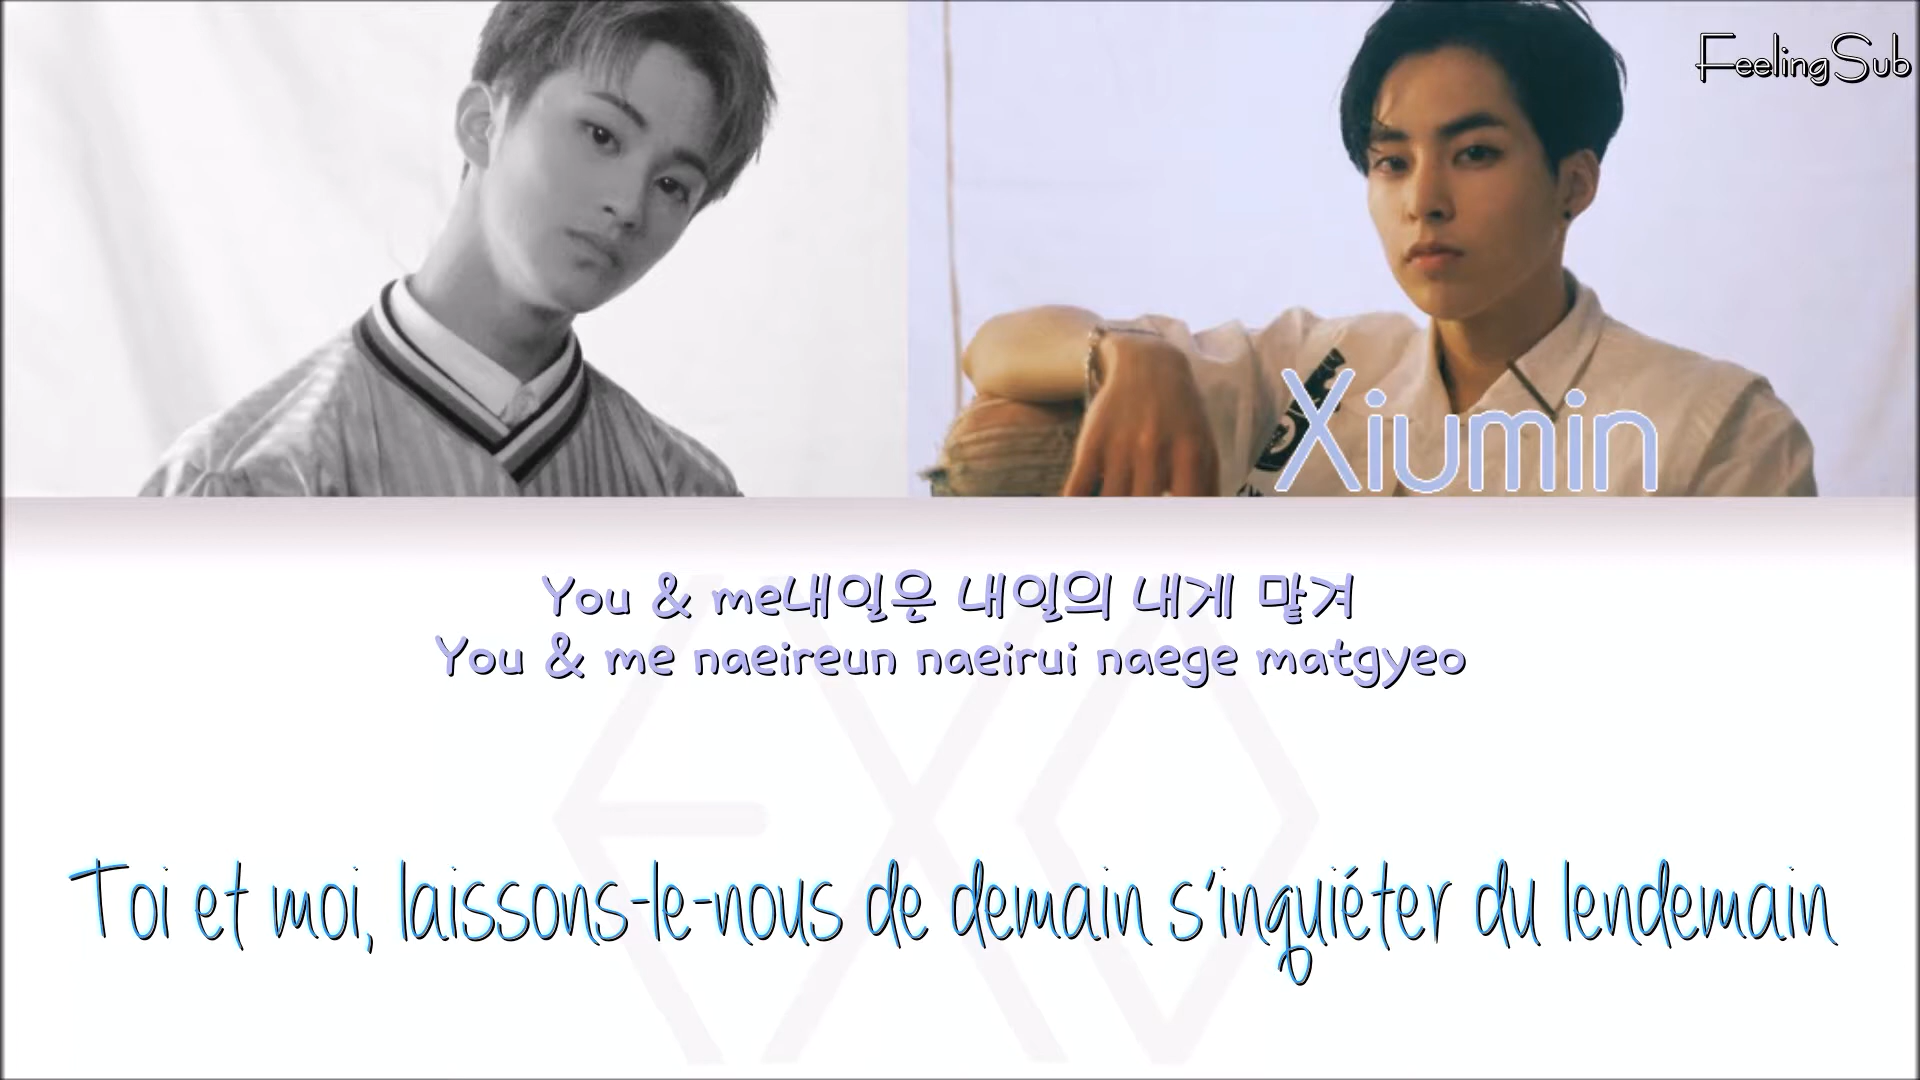 FeelingSub
Xiumin
You & me내일은 내일의 내게 맡겨
You & me naeireun naeirui naege matgyeo
EXO
Toi et moi, laissons-le-nous de demain s'inquiéter du lendemain